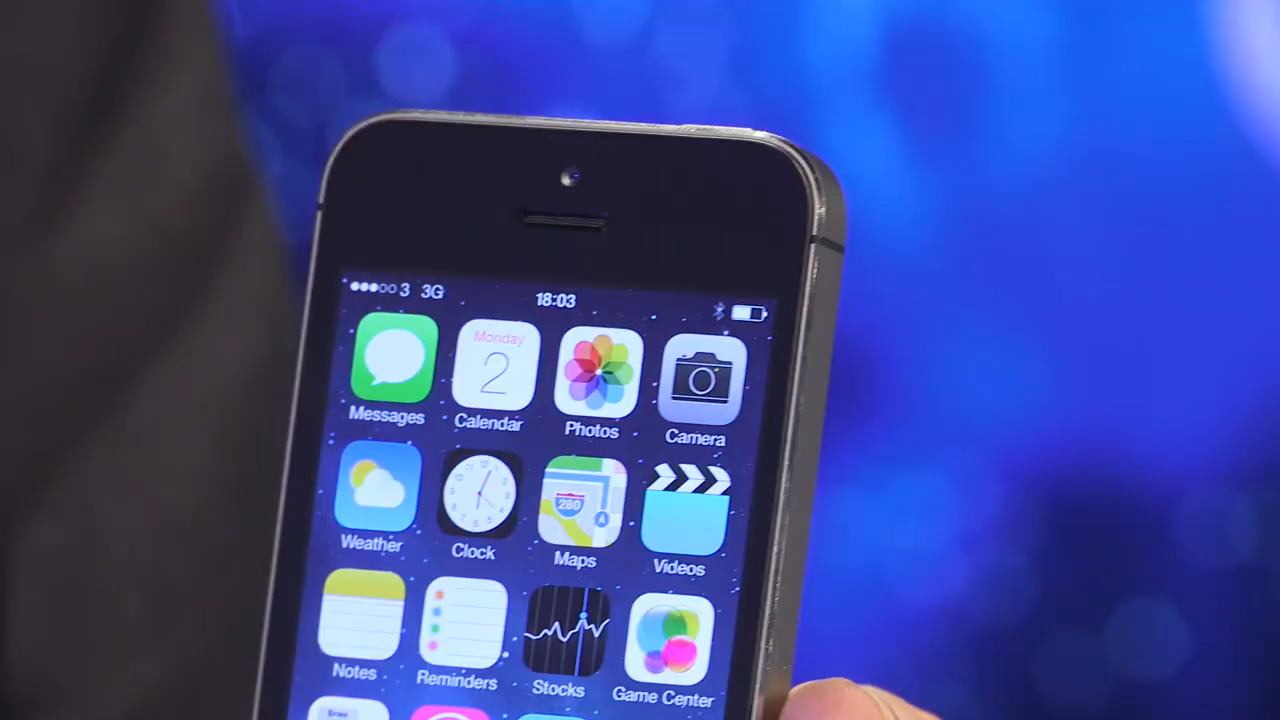 3 3G 18:03
Monday
2
Messages Calendar Photos Camera
280
Weather Clock Maps Videos
Notes Reminders Stocks Game Center